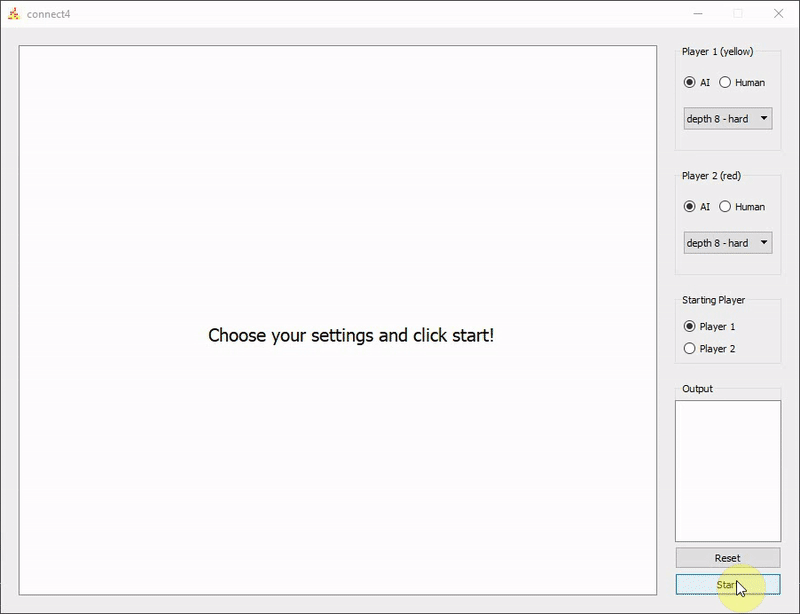 connect4
Player 1 (yellow)
AI Human
depth 8 - hard
Player 2 (red)
AI Human
depth 8 - hard
Starting Player
Player 1
Player 2
Choose your settings and click start!
Output
Reset
Start